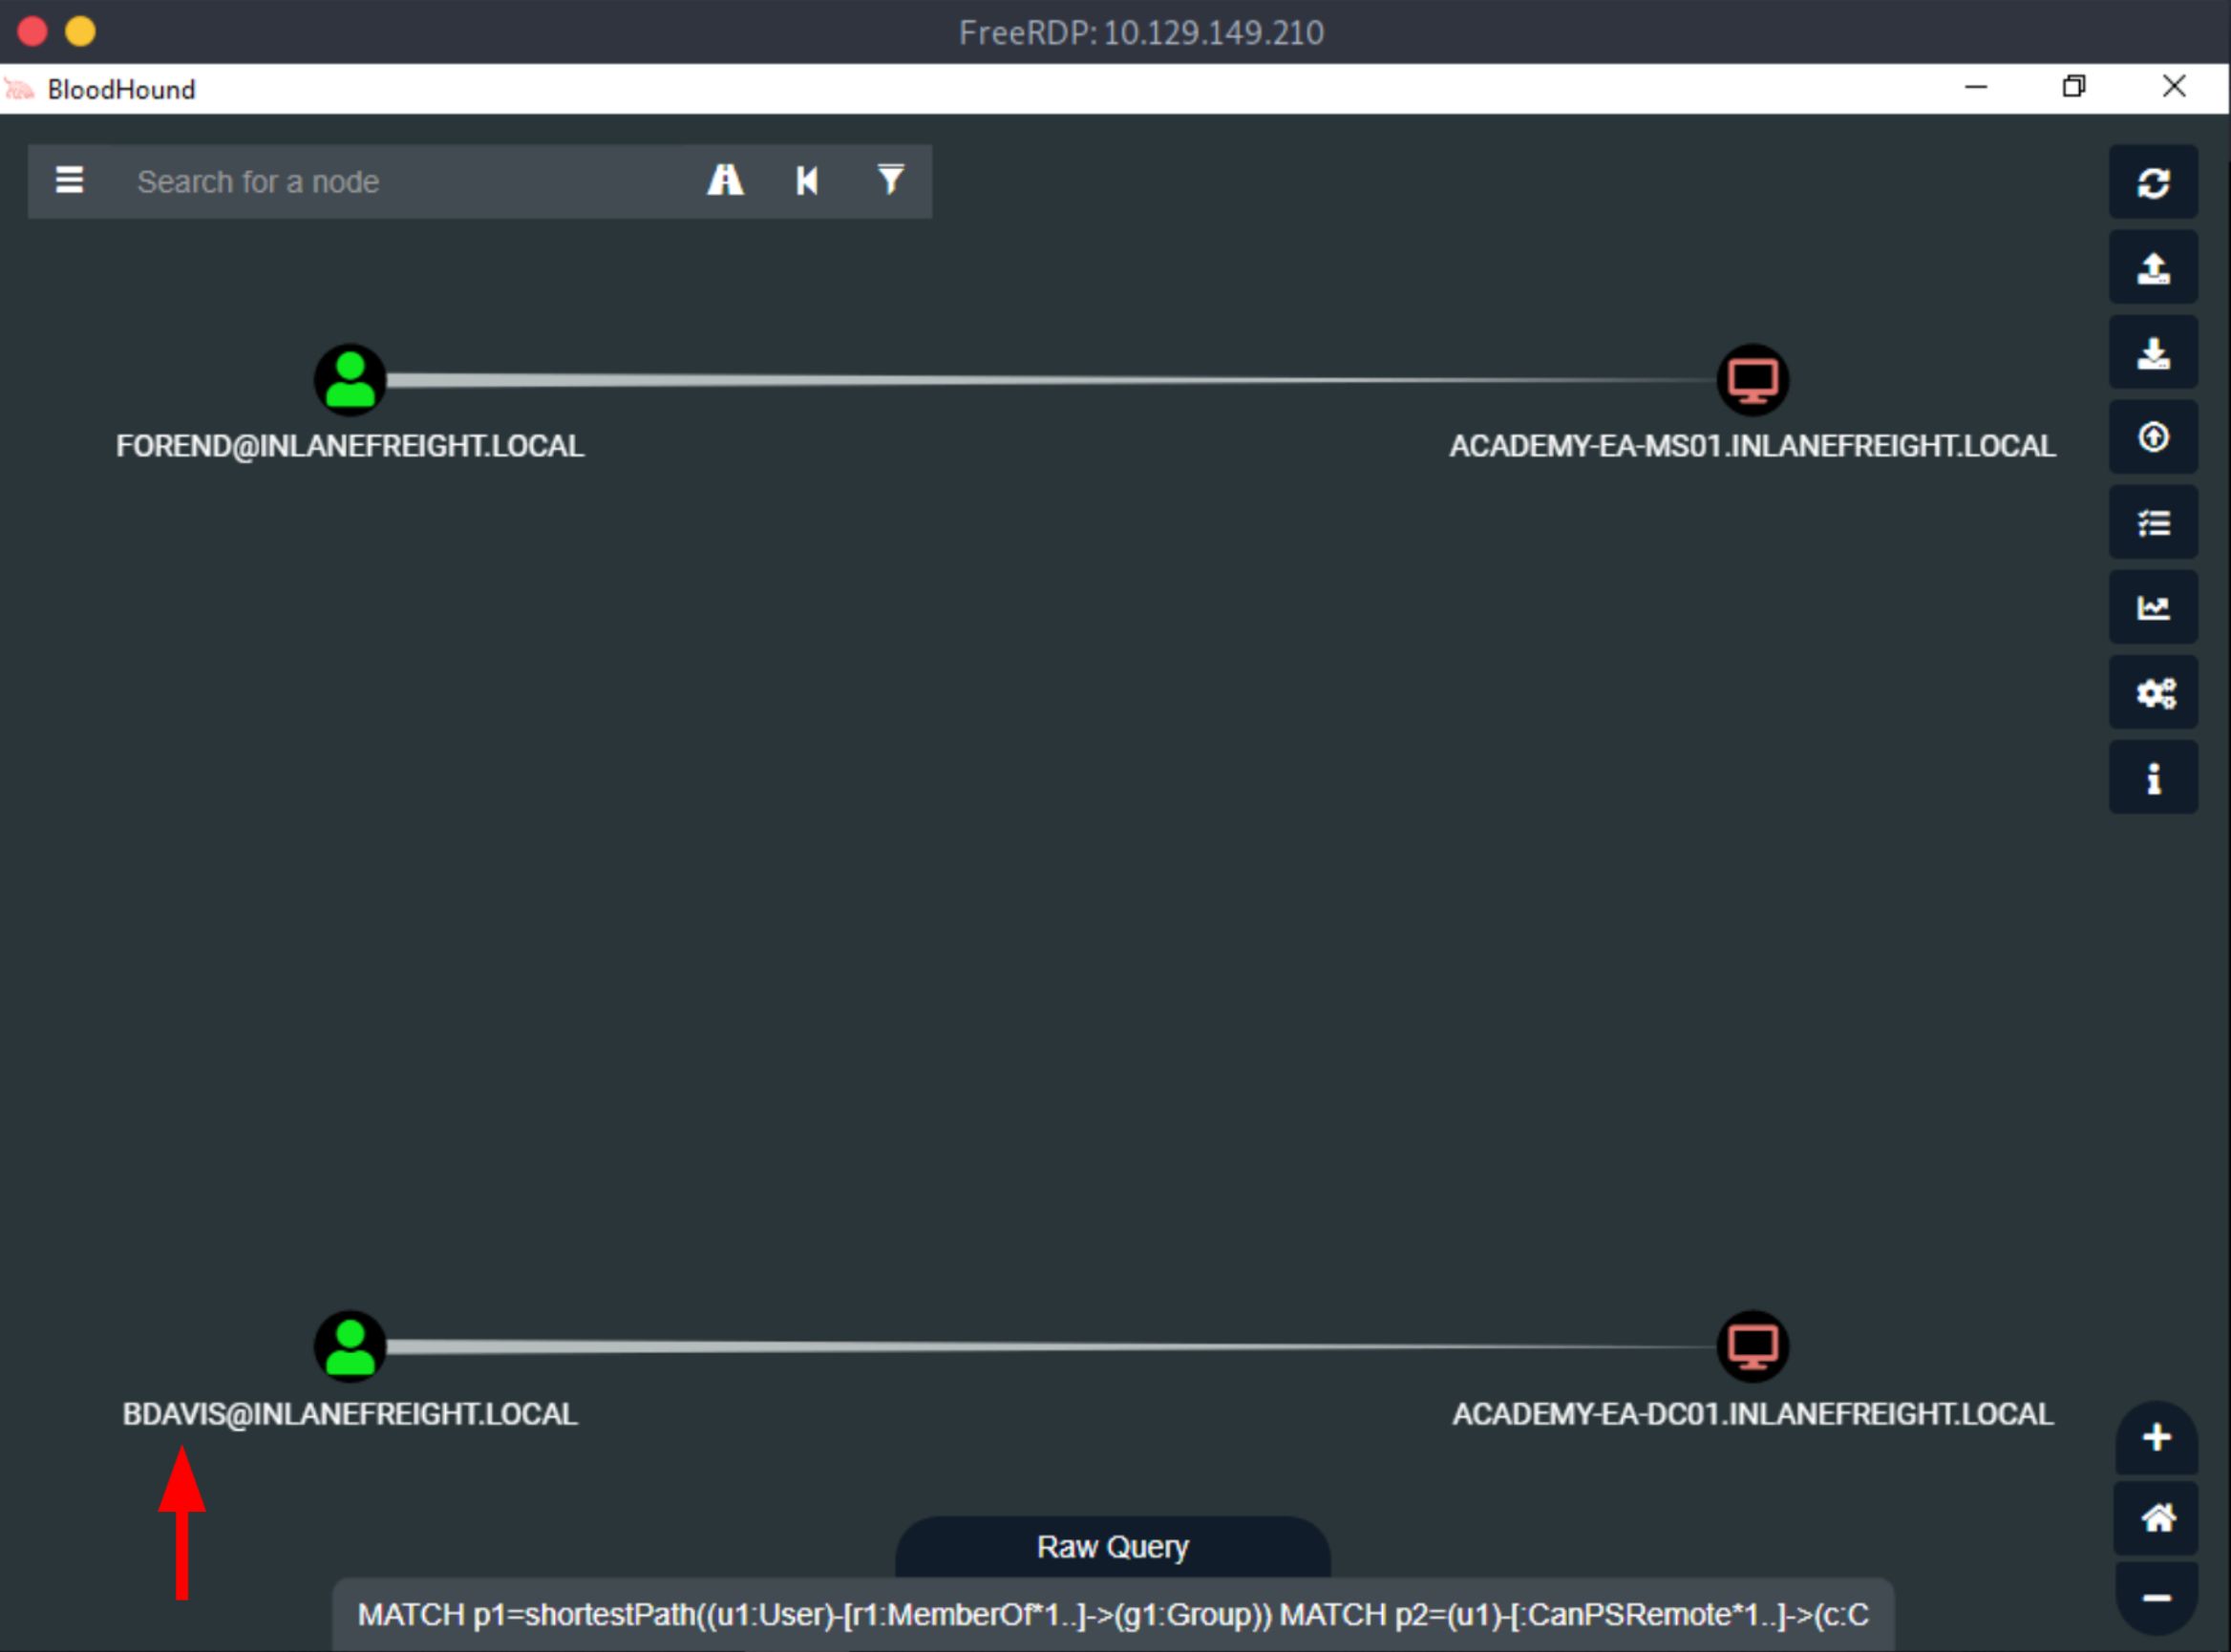 FreeRDP: 10.129.149.210
BloodHound
Search for a node
FOREND@INLANEFREIGHT.LOCAL
ACADEMY-EA-MS01.INLANEFREIGHT.LOCAL
BDAVIS@INLANEFREIGHT.LOCAL
ACADEMY-EA-DC01.INLANEFREIGHT.LOCAL
Raw Query
MATCH p1=shortestPath((u1:User)-[r1:MemberOf*1..]->(g1:Group)) MATCH p2=(u1)-[:CanPSRemote*1..]->(c:C